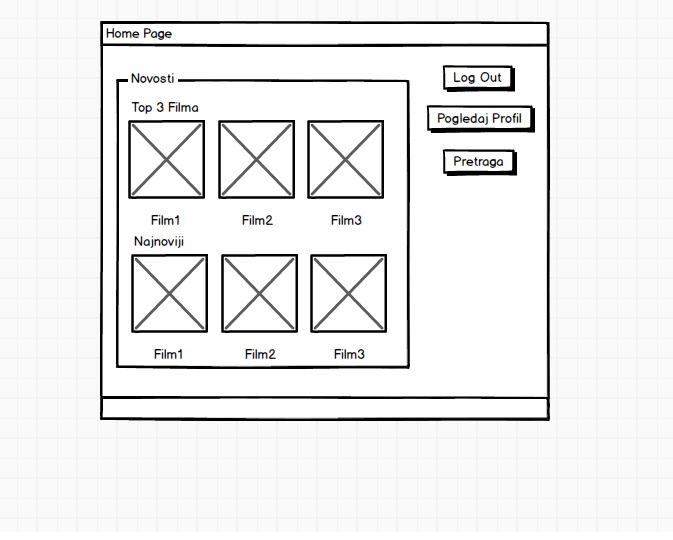 Home Page
Log Out
Novosti
Top 3 Filma
Pogledaj Profil
Pretraga
Film1
Film2
Film3
Najnoviji
Film1
Film2
Film3